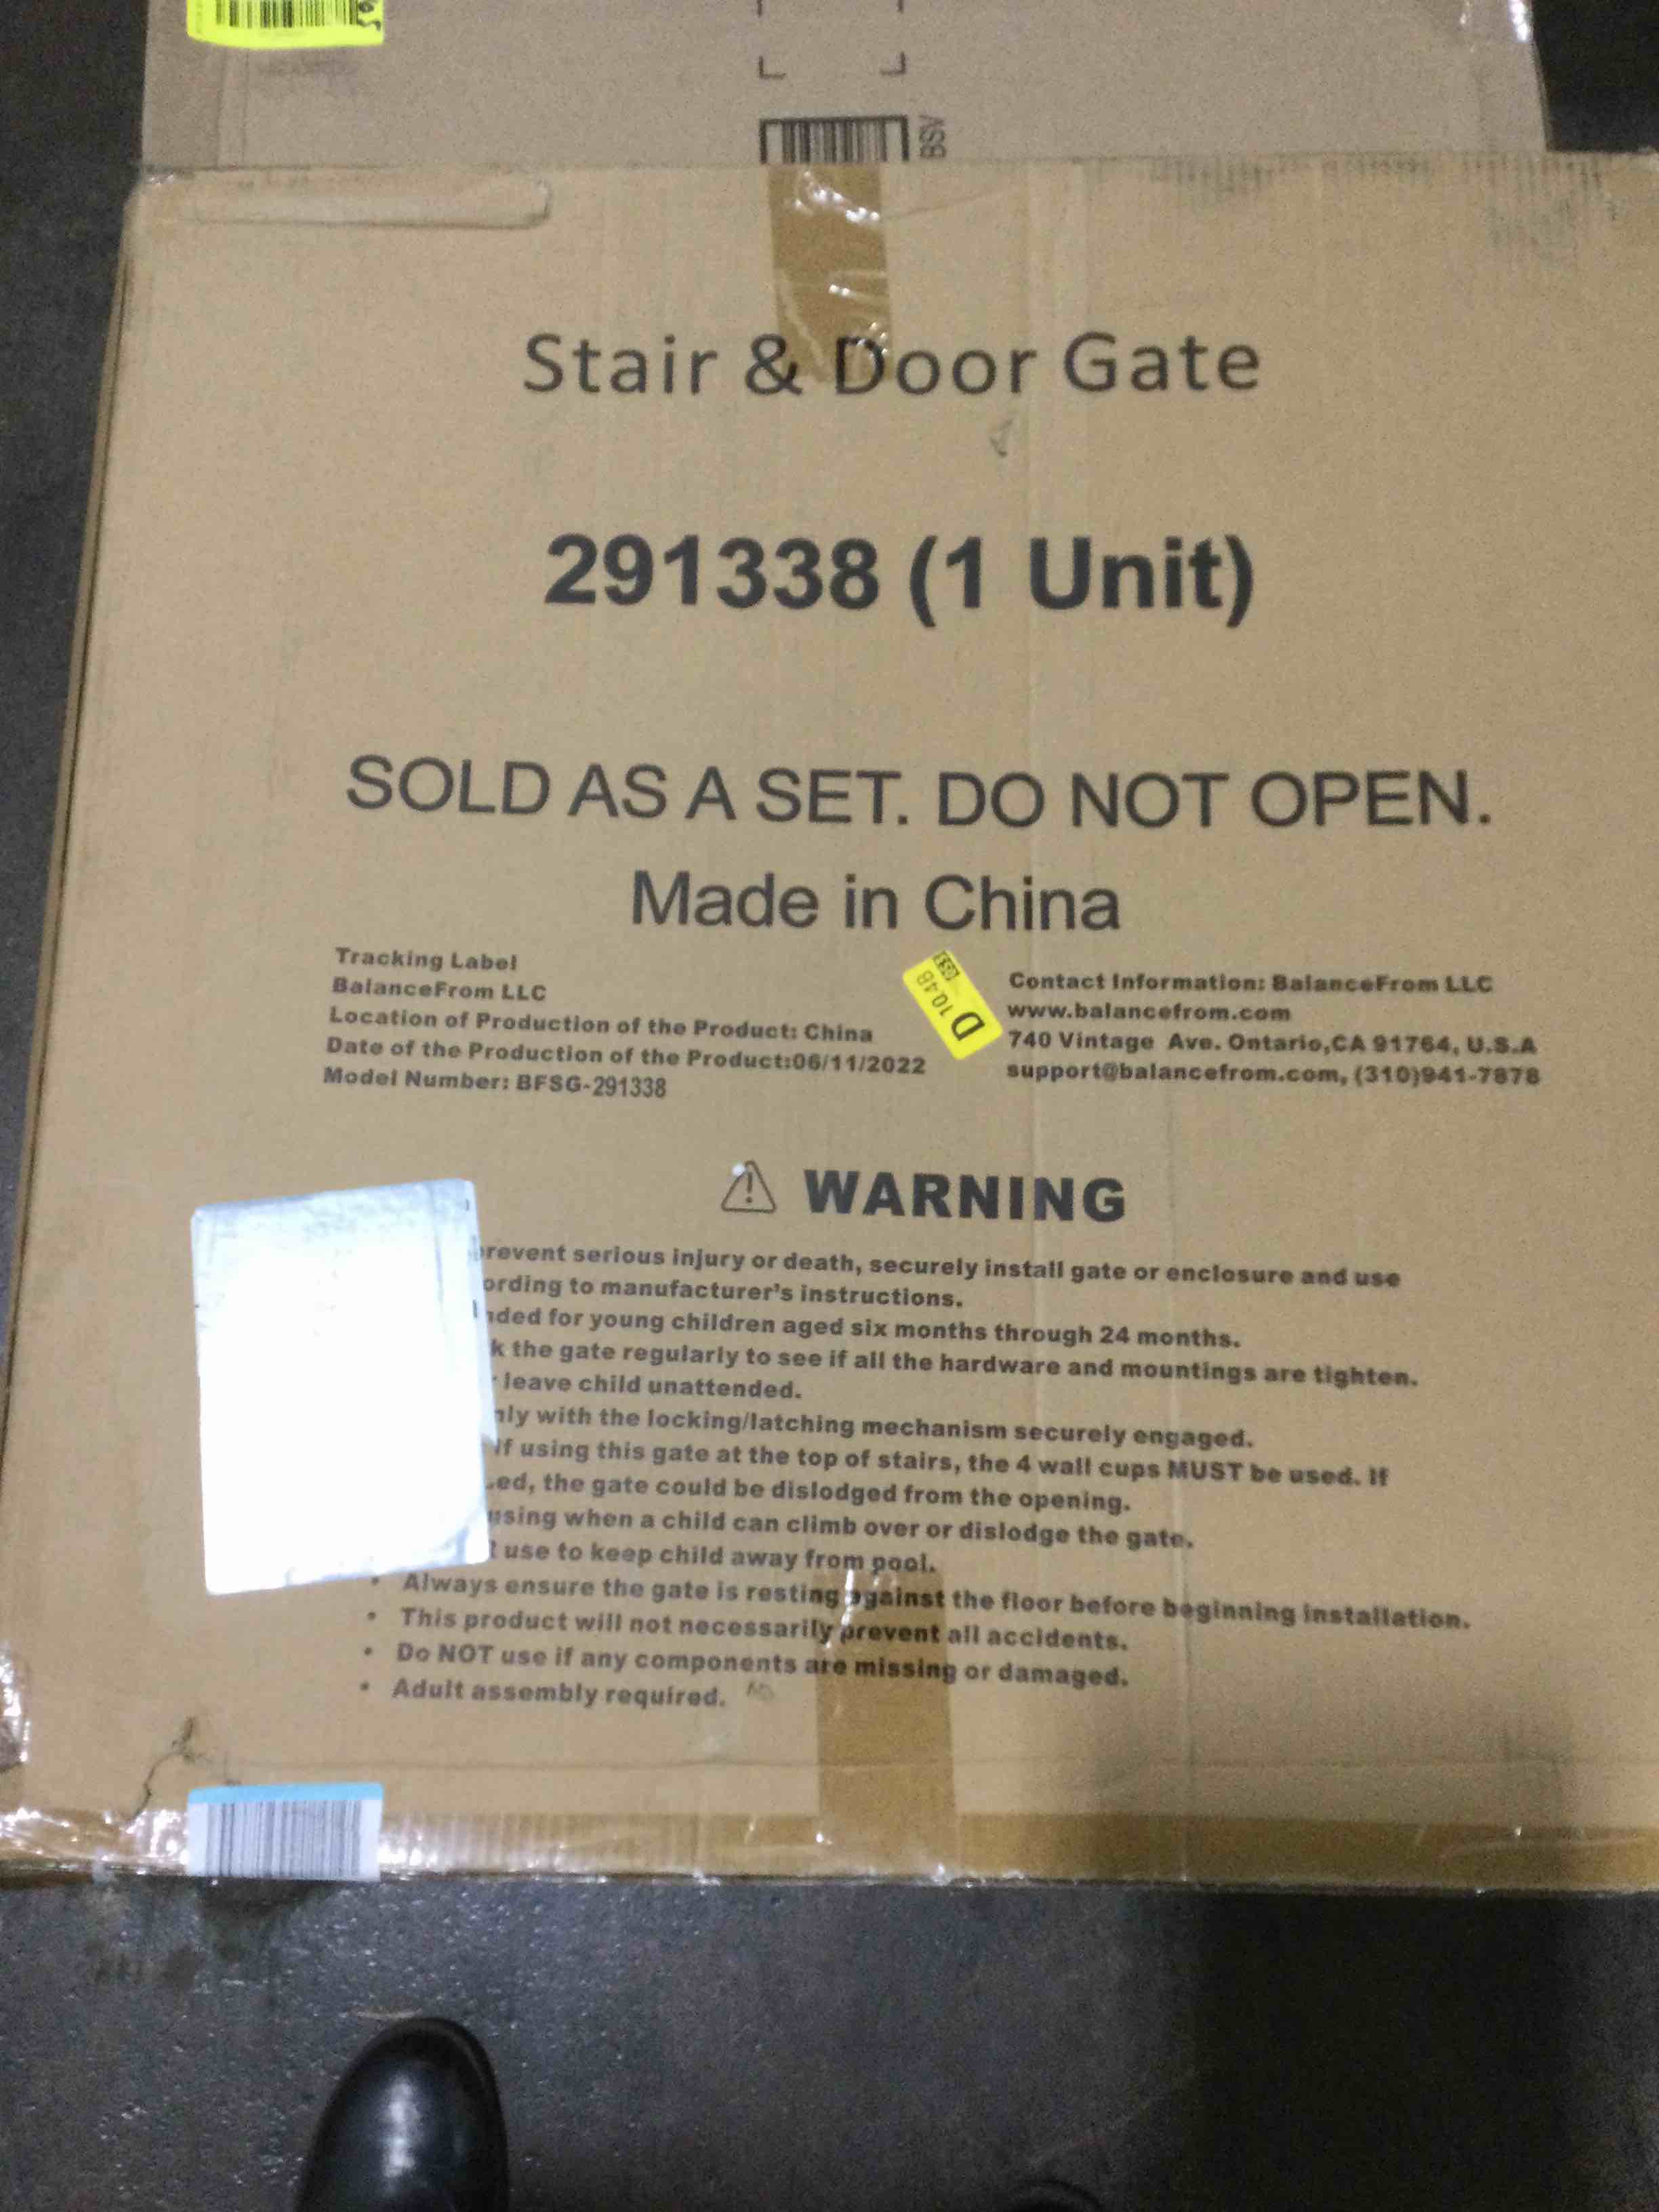 BSV
Stair & Door Gate
291338 (1 Unit)
SOLD AS A SET. DO NOT OPEN.
Made in China
Tracking Label
BalanceFrom LLC
Location of Production of the Product: China
Date of the Production of the Product:06/11/2022
Model Number: BFSG-291338
D 10.4B
Contact Information: BalanceFrom LLC
www.balancefrom.com
740 Vintage Ave. Ontario,CA 91764, U.S.A
support@balancefrom.com, (310)941-7878
WARNING
revent serious injury or death, securely install gate or enclosure and use
ording to manufacturer's instructions.
nded for young children aged six months through 24 months.
k the gate regularly to see if all the hardware and mountings are tighten.
leave child unattended.
nly with the locking/latching mechanism securely engaged.
If using this gate at the top of stairs, the 4 wall cups MUST be used. If
ed, the gate could be dislodged from the opening.
using when a child can climb over or dislodge the gate.
use to keep child away from pool.
• Always ensure the gate is resting against the floor before beginning installation.
• This product will not necessarily prevent all accidents.
• Do NOT use if any components are missing or damaged.
• Adult assembly required.